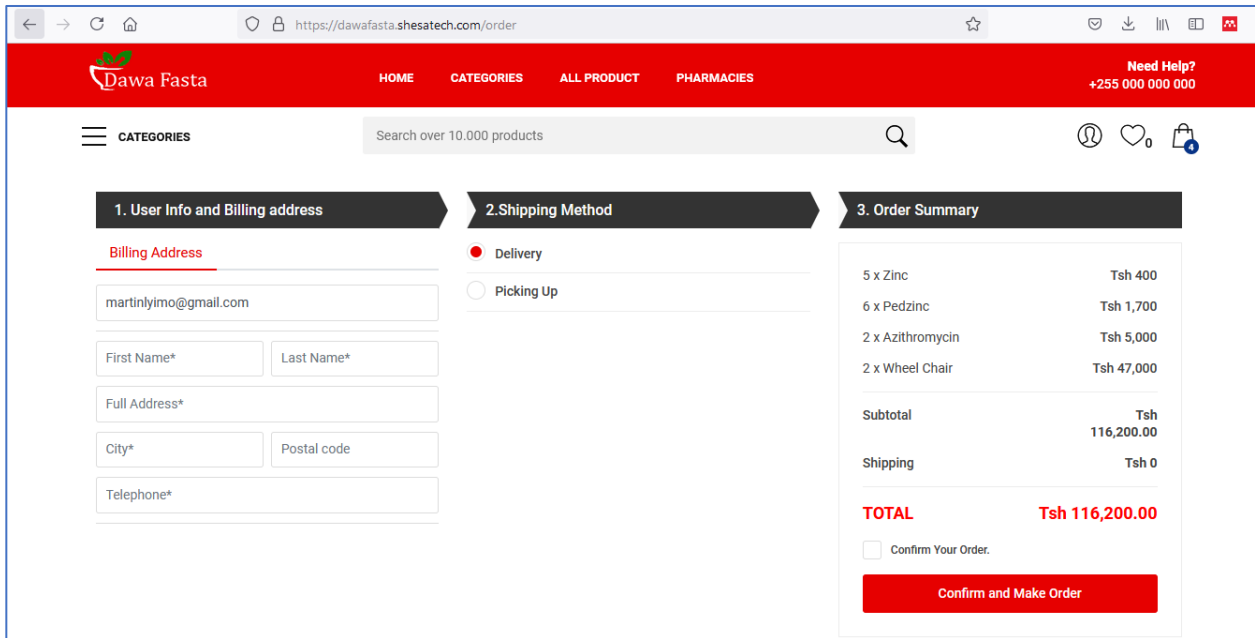 https://dawafasta.shesatech.com/order
Dawa Fasta
HOME CATEGORIES ALL PRODUCT PHARMACIES
Need Help?
+255 000 000 000
CATEGORIES
Search over 10.000 products
0
4
1. User Info and Billing address
Billing Address
martinlyimo@gmail.com
First Name* Last Name*
Full Address*
City* Postal code
Telephone*
2.Shipping Method
Delivery
Picking Up
3. Order Summary
5 x Zinc Tsh 400
6 x Pedzinc Tsh 1,700
2 x Azithromycin Tsh 5,000
2 x Wheel Chair Tsh 47,000
Subtotal Tsh
116,200.00
Shipping Tsh 0
TOTAL Tsh 116,200.00
Confirm Your Order.
Confirm and Make Order